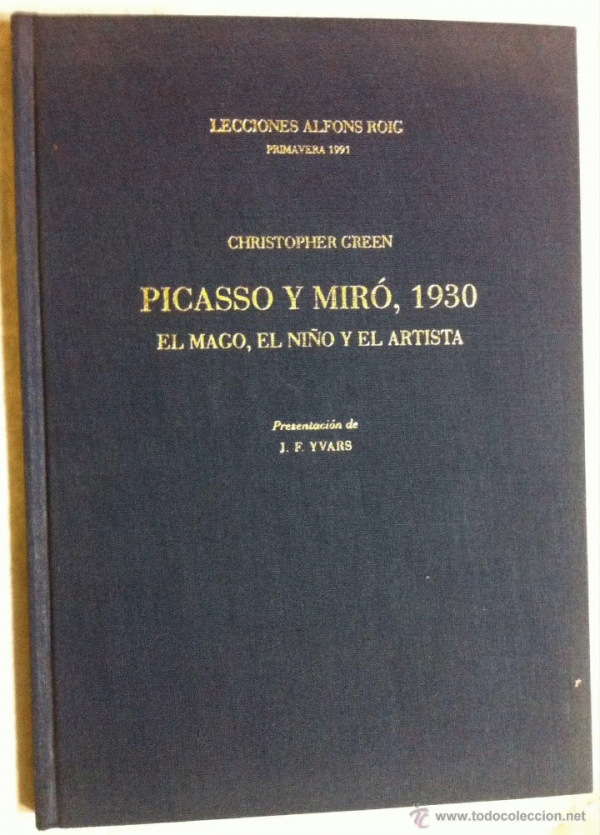 LECCIONES ALFONS ROIG
PRIMAVERA 1991
CHRISTOPHER GREEN
PICASSO Y MIRÓ, 1930
EL MAGO, EL NIÑO Y EL ARTISTA
Presentación de
J. F. YVARS
www.todocoleccion.net